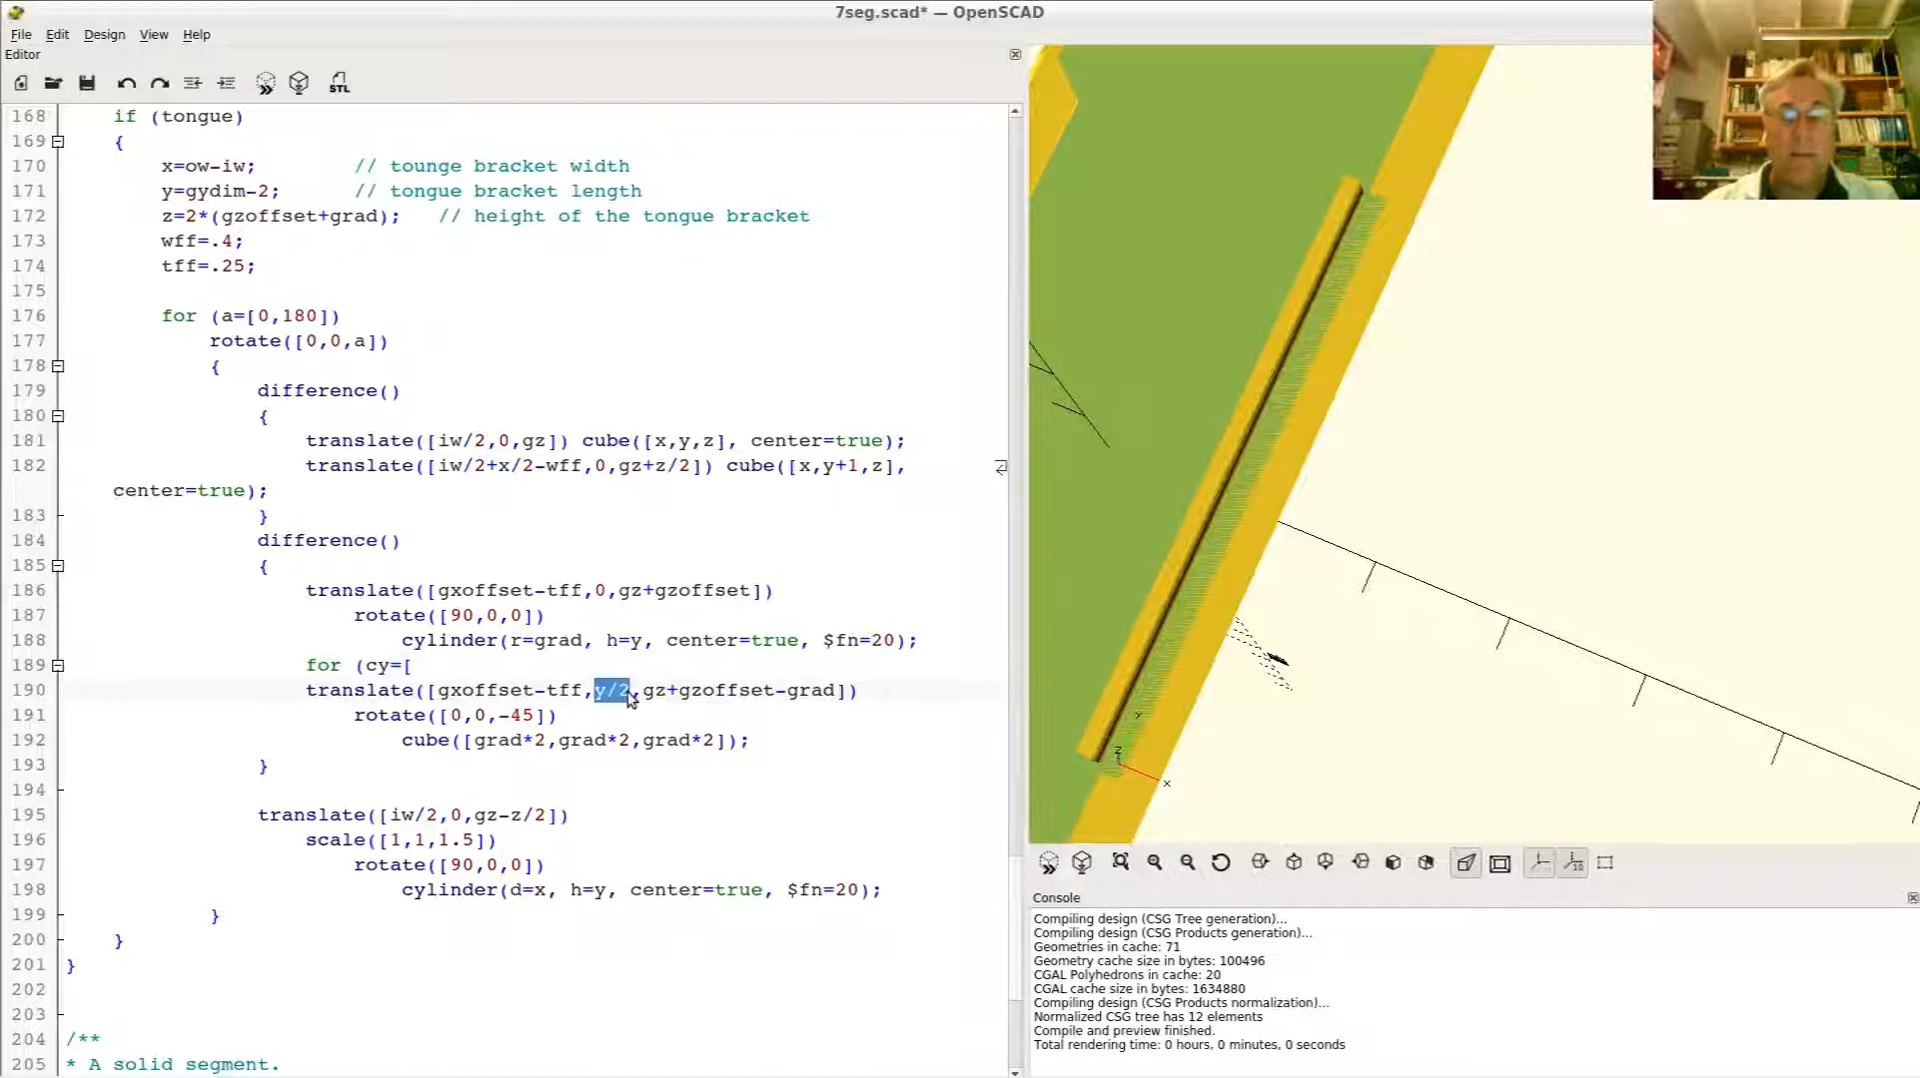 7seg.scad* — OpenSCAD
File Edit Design View Help
Editor
STL
168 if (tongue)
169 {
170 x=ow-iw; // tounge bracket width
171 y=gydim-2; // tongue bracket length
172 z=2*(gzoffset+grad); // height of the tongue bracket
173 wff=.4;
174 tff=.25;
175
176 for (a=[0,180])
177 rotate([0,0,a])
178 {
179 difference()
180 {
181 translate([iw/2,0,gz]) cube([x,y,z], center=true);
182 translate([iw/2+x/2-wff,0,gz+z/2]) cube([x,y+1,z],
center=true);
183 }
184 difference()
185 {
186 translate([gxoffset-tff,0,gz+gzoffset])
187 rotate([90,0,0])
188 cylinder(r=grad, h=y, center=true, $fn=20);
189 for (cy=[
190 translate([gxoffset-tff,y/2,gz+gzoffset-grad])
191 rotate([0,0,-45])
192 cube([grad*2,grad*2,grad*2]);
193 }
194
195 translate([iw/2,0,gz-z/2])
196 scale([1,1,1.5])
197 rotate([90,0,0])
198 cylinder(d=x, h=y, center=true, $fn=20);
199 }
200 }
201 }
202
203
204 /**
205 * A solid segment.
Y
Z
X
10
Console
Compiling design (CSG Tree generation)...
Compiling design (CSG Products generation)...
Geometries in cache: 71
Geometry cache size in bytes: 100496
CGAL Polyhedrons in cache: 20
CGAL cache size in bytes: 1634880
Compiling design (CSG Products normalization)...
Normalized CSG tree has 12 elements
Compile and preview finished.
Total rendering time: 0 hours, 0 minutes, 0 seconds